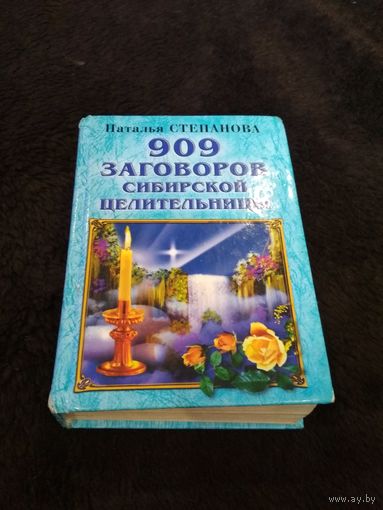 Наталья СТЕПАНОВА
909
ЗАГОВОРОВ
СИБИРСКОЙ
ЦЕЛИТЕЛЬНИЦЫ
www.ay.by